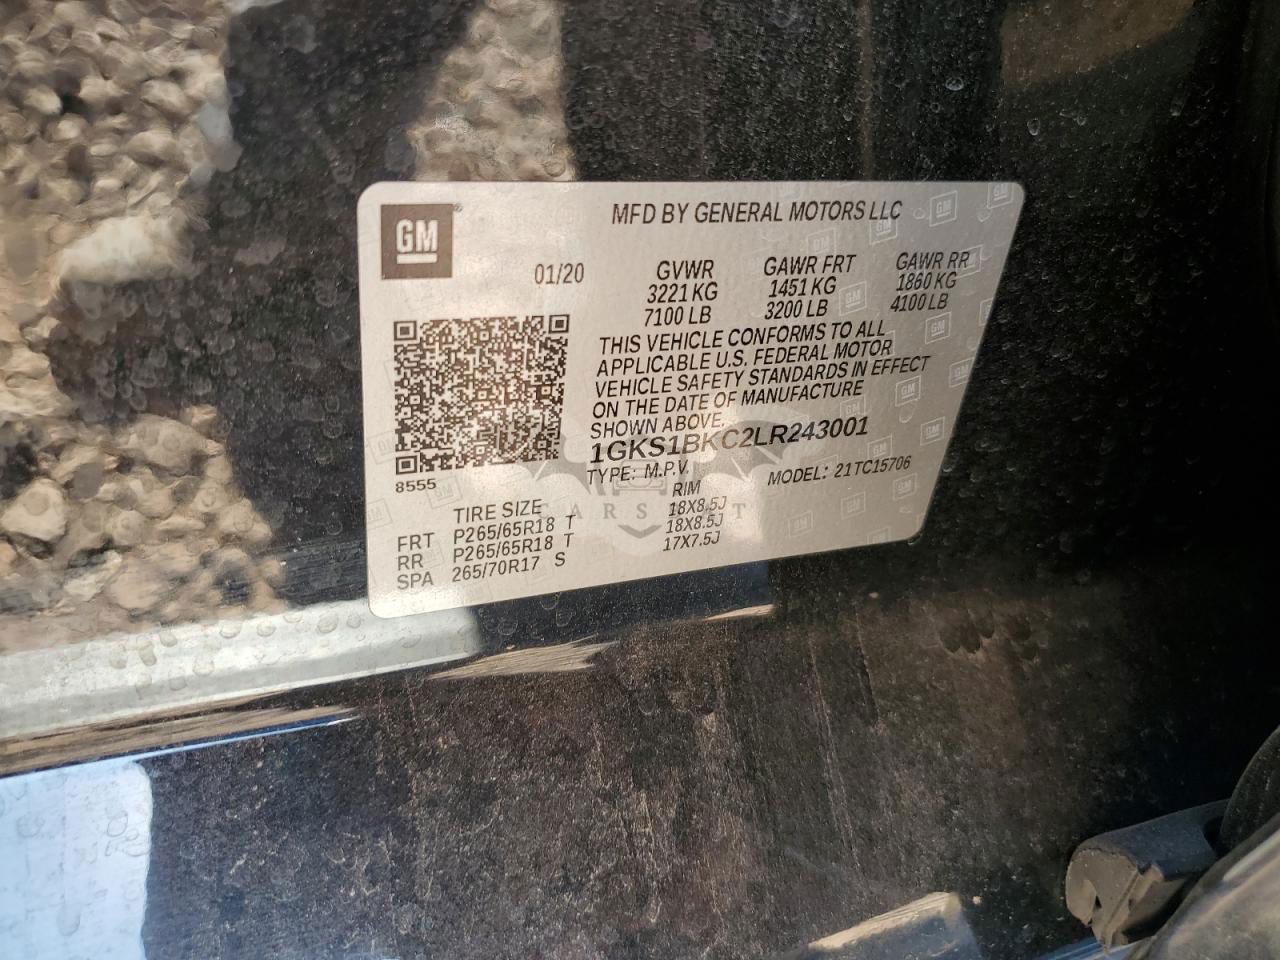 GM
MFD BY GENERAL MOTORS LLC
01/20
GVWR GAWR FRT GAWR RR
3221 KG 1451 KG 1860 KG
7100 LB 3200 LB 4100 LB
THIS VEHICLE CONFORMS TO ALL
APPLICABLE U.S. FEDERAL MOTOR
VEHICLE SAFETY STANDARDS IN EFFECT
ON THE DATE OF MANUFACTURE
SHOWN ABOVE.
1GKS1BKC2LR243001
TYPE: M.P.V. MODEL: 21TC15706
8555
TIRE SIZE RIM
FRT P265/65R18 T 18X8.5J
RR P265/65R18 T 18X8.5J
SPA 265/70R17 S 17X7.5J